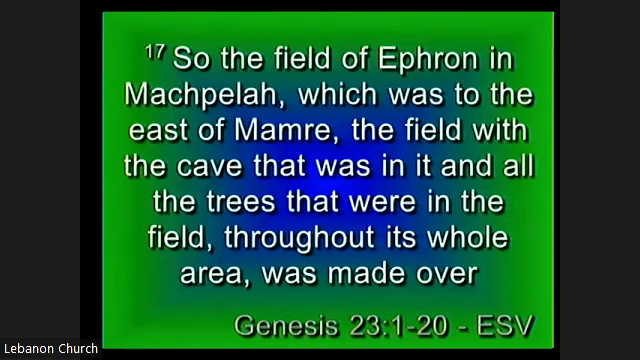 17 So the field of Ephron in
Machpelah, which was to the
east of Mamre, the field with
the cave that was in it and all
the trees that were in the
field, throughout its whole
area, was made over
Genesis 23:1-20 - ESV
Lebanon Church